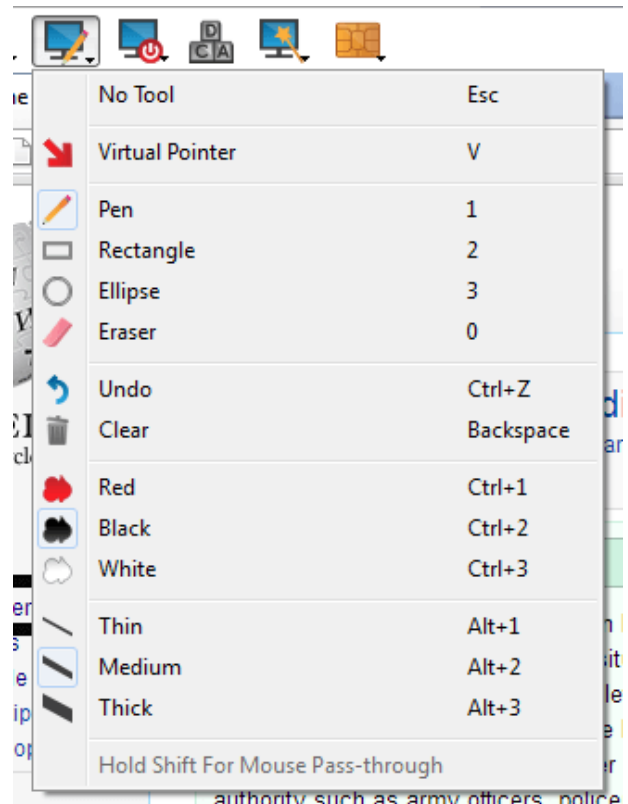 D
C A
No Tool Esc
Virtual Pointer V
Pen 1
Rectangle 2
Ellipse 3
Eraser 0
Undo Ctrl+Z
Clear Backspace
Red Ctrl+1
Black Ctrl+2
White Ctrl+3
Thin Alt+1
Medium Alt+2
Thick Alt+3
Hold Shift For Mouse Pass-through
authority such as army officers, police